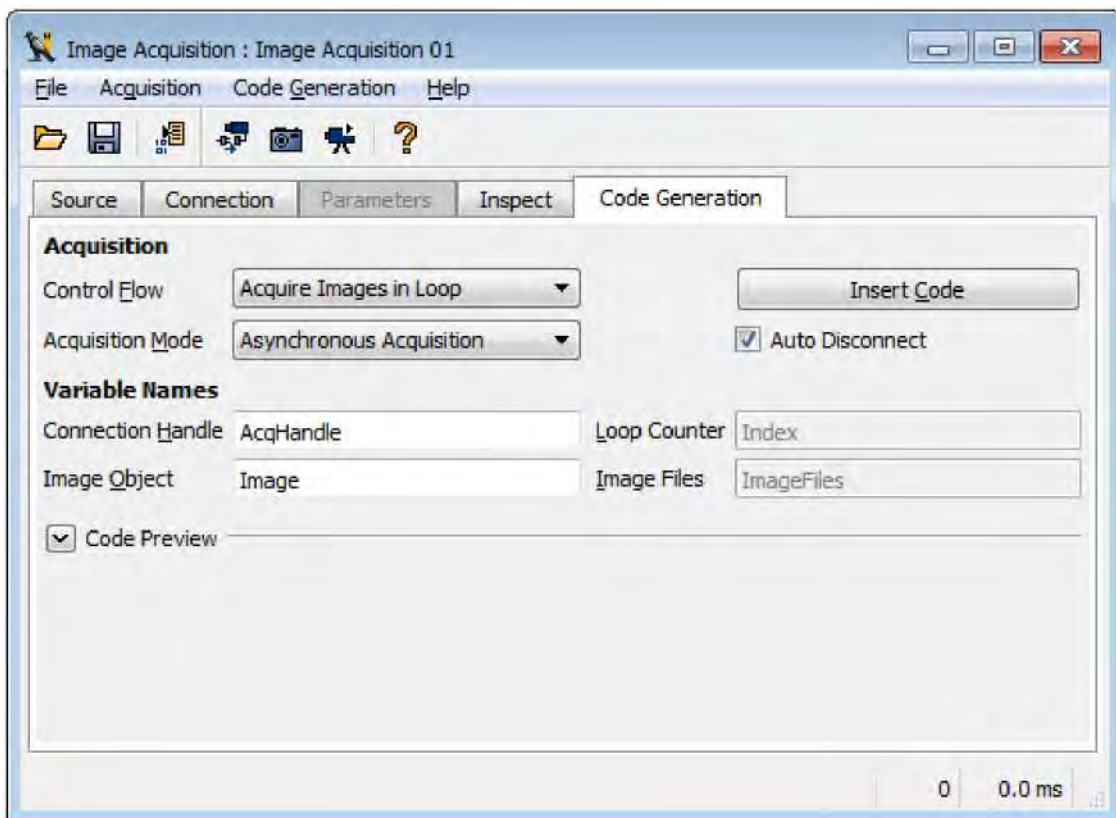 Image Acquisition : Image Acquisition 01
File Acquisition Code Generation Help
Source Connection Parameters Inspect Code Generation
Acquisition
Control Flow Acquire Images in Loop Insert Code
Acquisition Mode Asynchronous Acquisition Auto Disconnect
Variable Names
Connection Handle AcqHandle Loop Counter Index
Image Object Image Image Files ImageFiles
Code Preview
0 0.0 ms